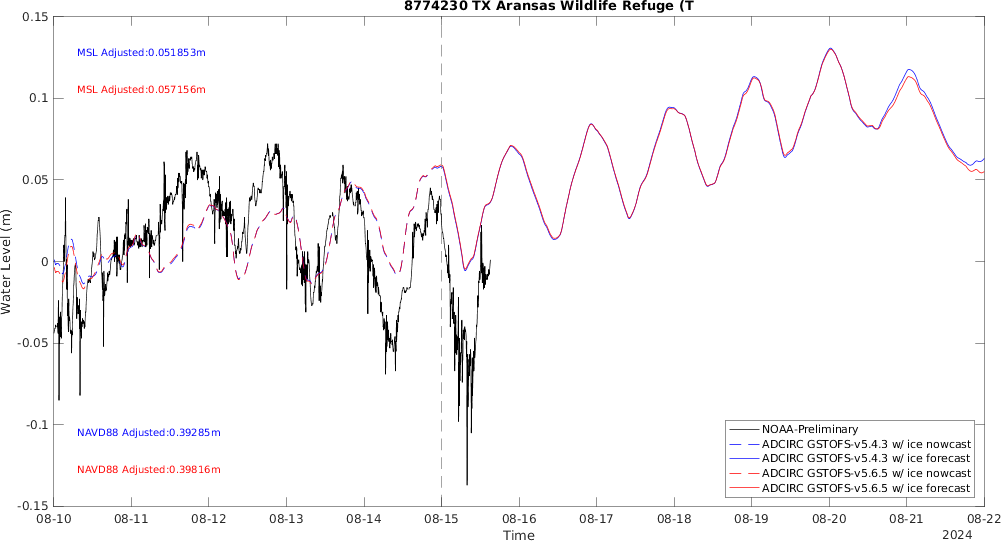 8774230 TX Aransas Wildlife Refuge (T
0.15
0.1
0.05
0
-0.05
-0.1
-0.15
Water Level (m)
MSL Adjusted:0.051853m
MSL Adjusted:0.057156m
NAVD88 Adjusted:0.39285m
NAVD88 Adjusted:0.39816m
NOAA-Preliminary
ADCIRC GSTOFS-v5.4.3 w/ ice nowcast
ADCIRC GSTOFS-v5.4.3 w/ ice forecast
ADCIRC GSTOFS-v5.6.5 w/ ice nowcast
ADCIRC GSTOFS-v5.6.5 w/ ice forecast
08-10 08-11 08-12 08-13 08-14 08-15 08-16 08-17 08-18 08-19 08-20 08-21 08-22
Time
2024